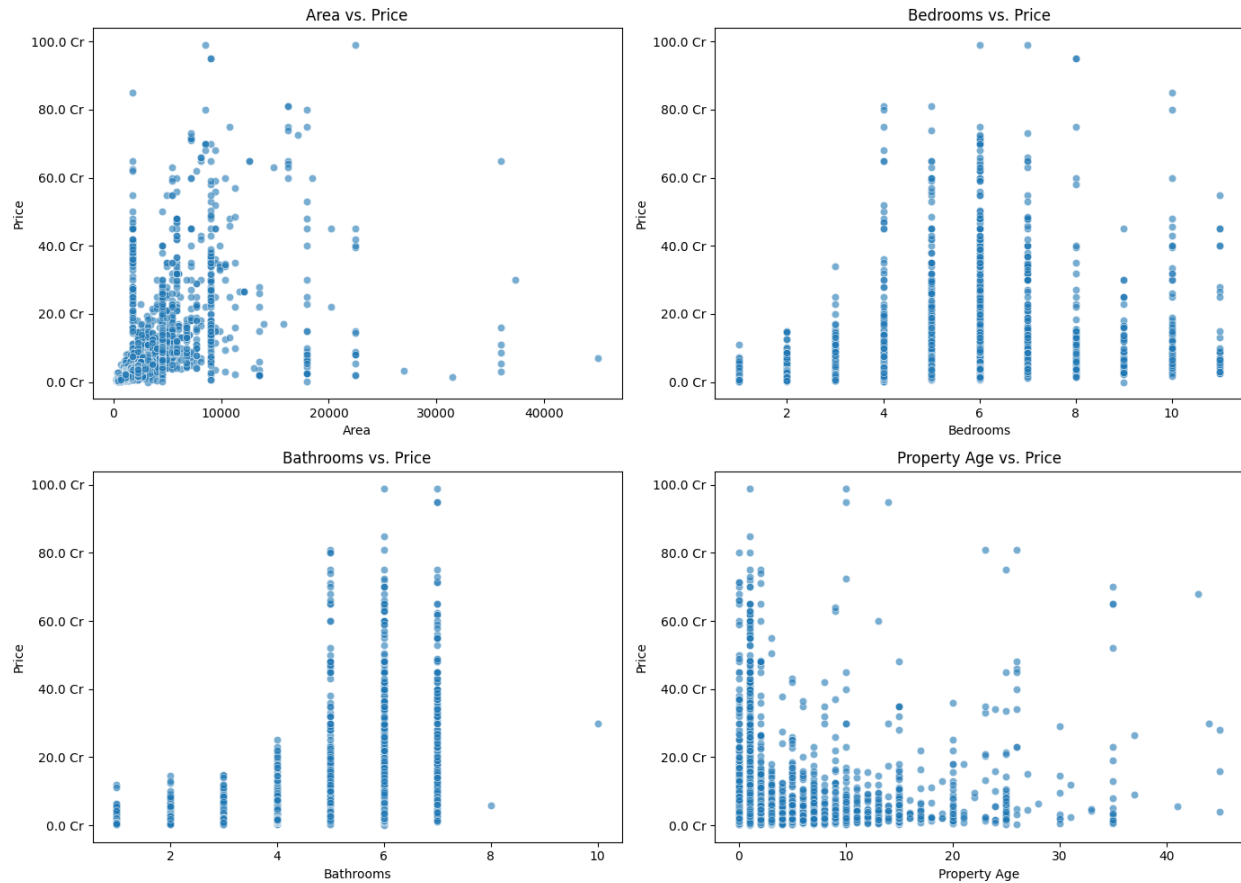 Area vs. Price
100.0 Cr
80.0 Cr
60.0 Cr
40.0 Cr
20.0 Cr
0.0 Cr
Price
0 10000 20000 30000 40000
Area
Bedrooms vs. Price
100.0 Cr
80.0 Cr
60.0 Cr
40.0 Cr
20.0 Cr
0.0 Cr
Price
2 4 6 8 10
Bedrooms
Bathrooms vs. Price
100.0 Cr
80.0 Cr
60.0 Cr
40.0 Cr
20.0 Cr
0.0 Cr
Price
2 4 6 8 10
Bathrooms
Property Age vs. Price
100.0 Cr
80.0 Cr
60.0 Cr
40.0 Cr
20.0 Cr
0.0 Cr
Price
0 10 20 30 40
Property Age